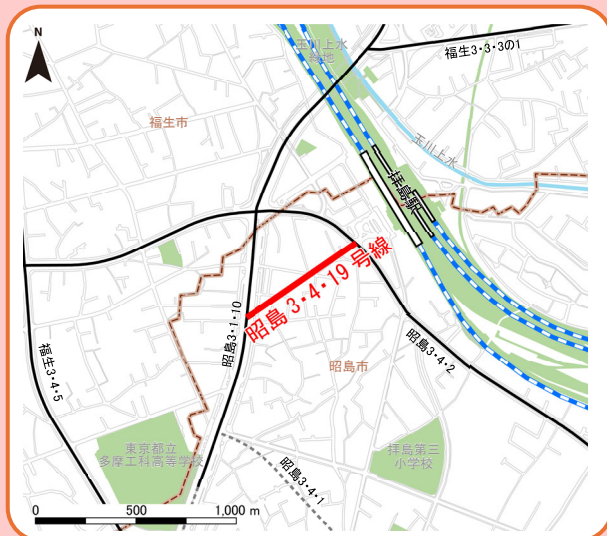 N
玉川上水
緑地
福生3・3・3の1
福生市
玉川上水
拝島駅
昭島 3・4・19 号線
昭島3・1・10
昭島3・4・2
福生3・4・5
昭島市
東京都立
多摩工科高等学校
拝島第三
小学校
昭島3・4・1
0 500 1,000 m